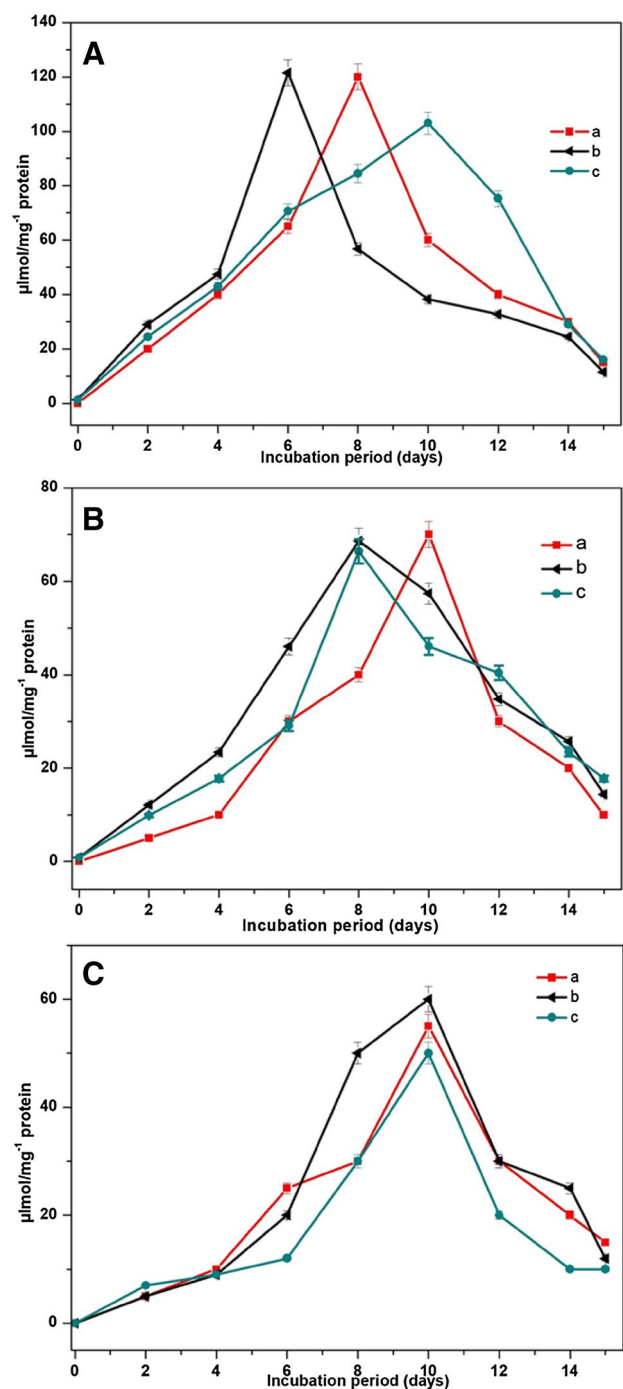 A
140
120
100
80
60
40
20
0
a
b
c
µlmol/mg⁻¹ protein
0 2 4 6 8 10 12 14
Incubation period (days)
B
80
60
40
20
0
a
b
c
µlmol/mg⁻¹ protein
0 2 4 6 8 10 12 14
Incubation period (days)
C
60
40
20
0
a
b
c
µlmol/mg⁻¹ protein
0 2 4 6 8 10 12 14
Incubation period (days)